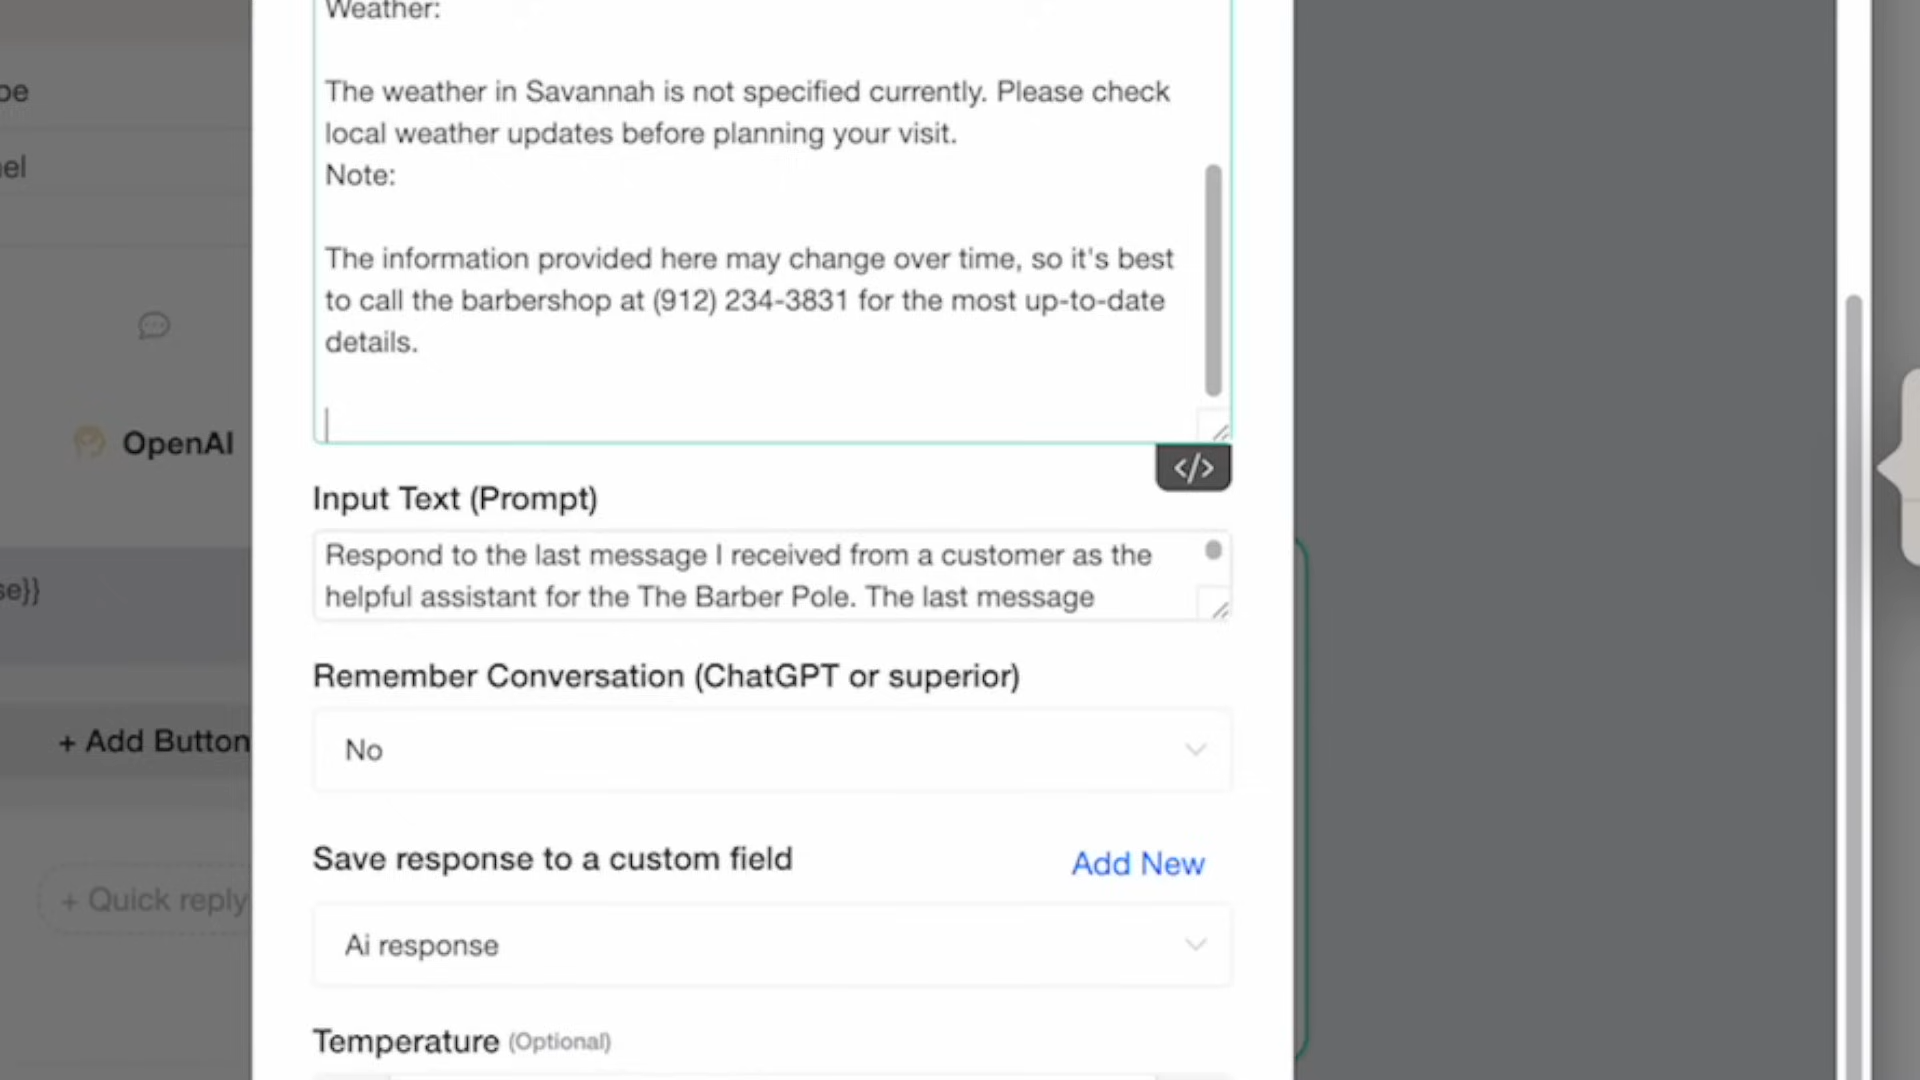 Weather:
The weather in Savannah is not specified currently. Please check
local weather updates before planning your visit.
Note:
The information provided here may change over time, so it's best
to call the barbershop at (912) 234-3831 for the most up-to-date
details.
OpenAI
</>
Input Text (Prompt)
Respond to the last message I received from a customer as the
helpful assistant for the The Barber Pole. The last message
se}}
Remember Conversation (ChatGPT or superior)
+ Add Button
No
Save response to a custom field
Add New
+ Quick reply
Ai response
Temperature (Optional)